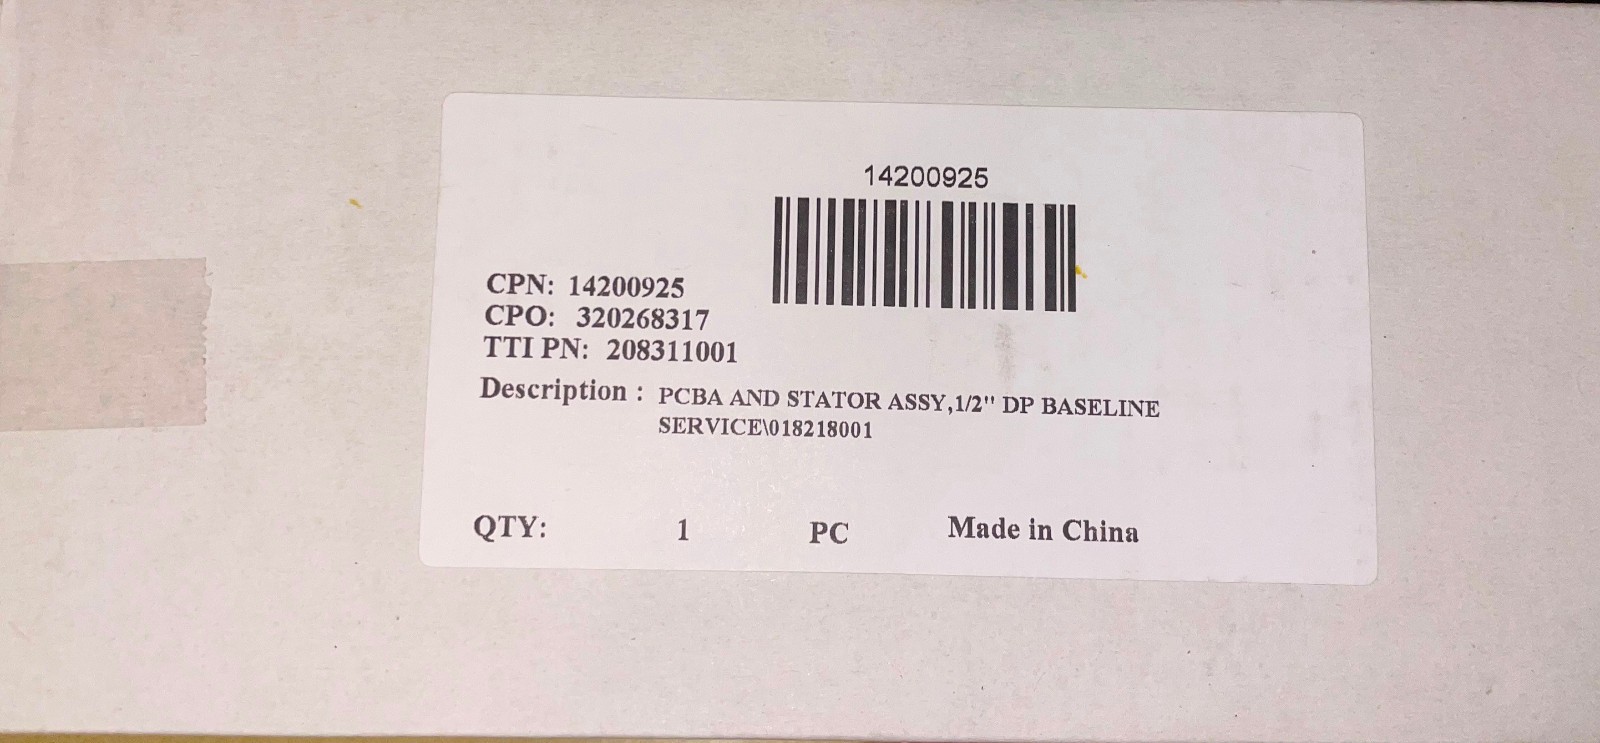 14200925
CPN: 14200925
CPO: 320268317
TTI PN: 208311001
Description : PCBA AND STATOR ASSY,1/2" DP BASELINE
SERVICE\018218001
QTY: 1 PC Made in China